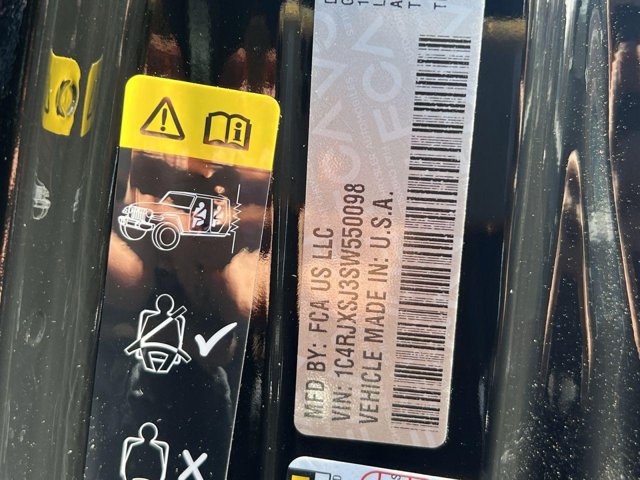 MFD BY: FCA US LLC
VIN: 1C4RJXSJ3SW550098
VEHICLE MADE IN: U.S.A.